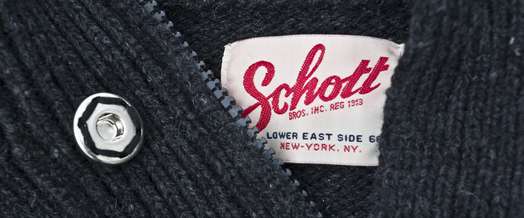 Schott
BROS. INC. REG 1913
LOWER EAST SIDE
NEW-YORK, NY.